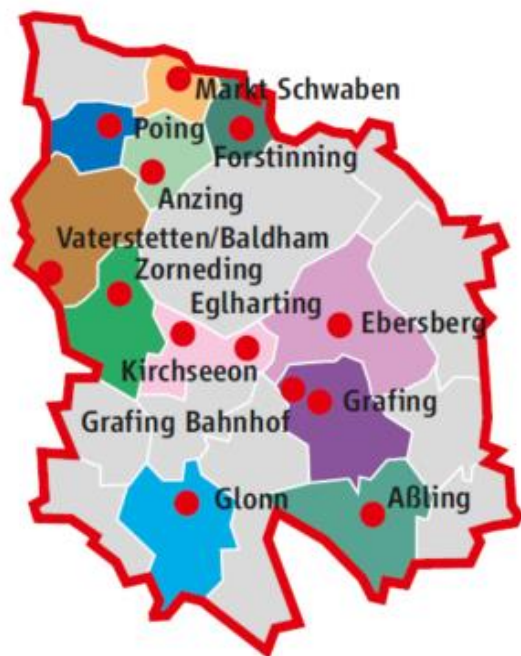 Markt Schwaben
Poing
Forstinning
Anzing
Vaterstetten/Baldham
Zorneding
Eglharting
Ebersberg
Kirchseeon
Grafing Bahnhof
Grafing
Glonn
Aßling